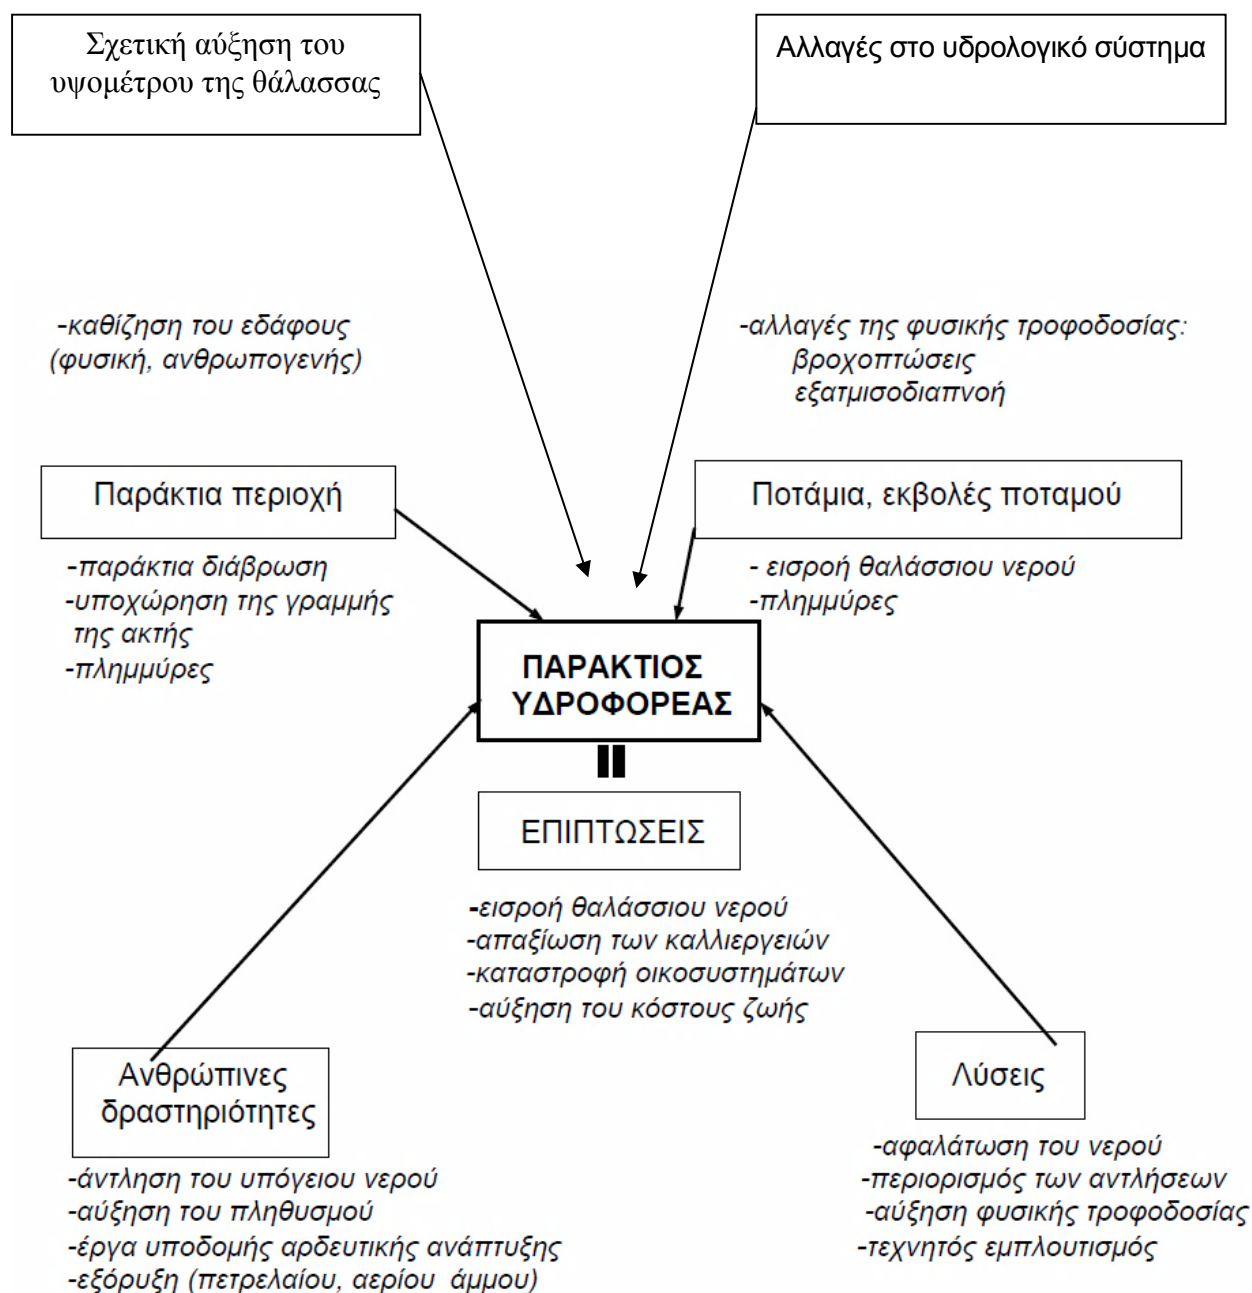 Σχετική αύξηση του
υψομέτρου της θάλασσας
Αλλαγές στο υδρολογικό σύστημα
-καθίζηση του εδάφους
(φυσική, ανθρωπογενής)
-αλλαγές της φυσικής τροφοδοσίας:
βροχοπτώσεις
εξατμισοδιαπνοή
Παράκτια περιοχή
-παράκτια διάβρωση
-υποχώρηση της γραμμής
της ακτής
-πλημμύρες
Ποτάμια, εκβολές ποταμού
- εισροή θαλάσσιου νερού
-πλημμύρες
ΠΑΡΑΚΤΙΟΣ
ΥΔΡΟΦΟΡΕΑΣ
ΕΠΙΠΤΩΣΕΙΣ
-εισροή θαλάσσιου νερού
-απαξίωση των καλλιεργειών
-καταστροφή οικοσυστημάτων
-αύξηση του κόστους ζωής
Ανθρώπινες
δραστηριότητες
-άντληση του υπόγειου νερού
-αύξηση του πληθυσμού
-έργα υποδομής αρδευτικής ανάπτυξης
-εξόρυξη (πετρελαίου, αερίου άμμου)
Λύσεις
-αφαλάτωση του νερού
-περιορισμός των αντλήσεων
-αύξηση φυσικής τροφοδοσίας
-τεχνητός εμπλουτισμός